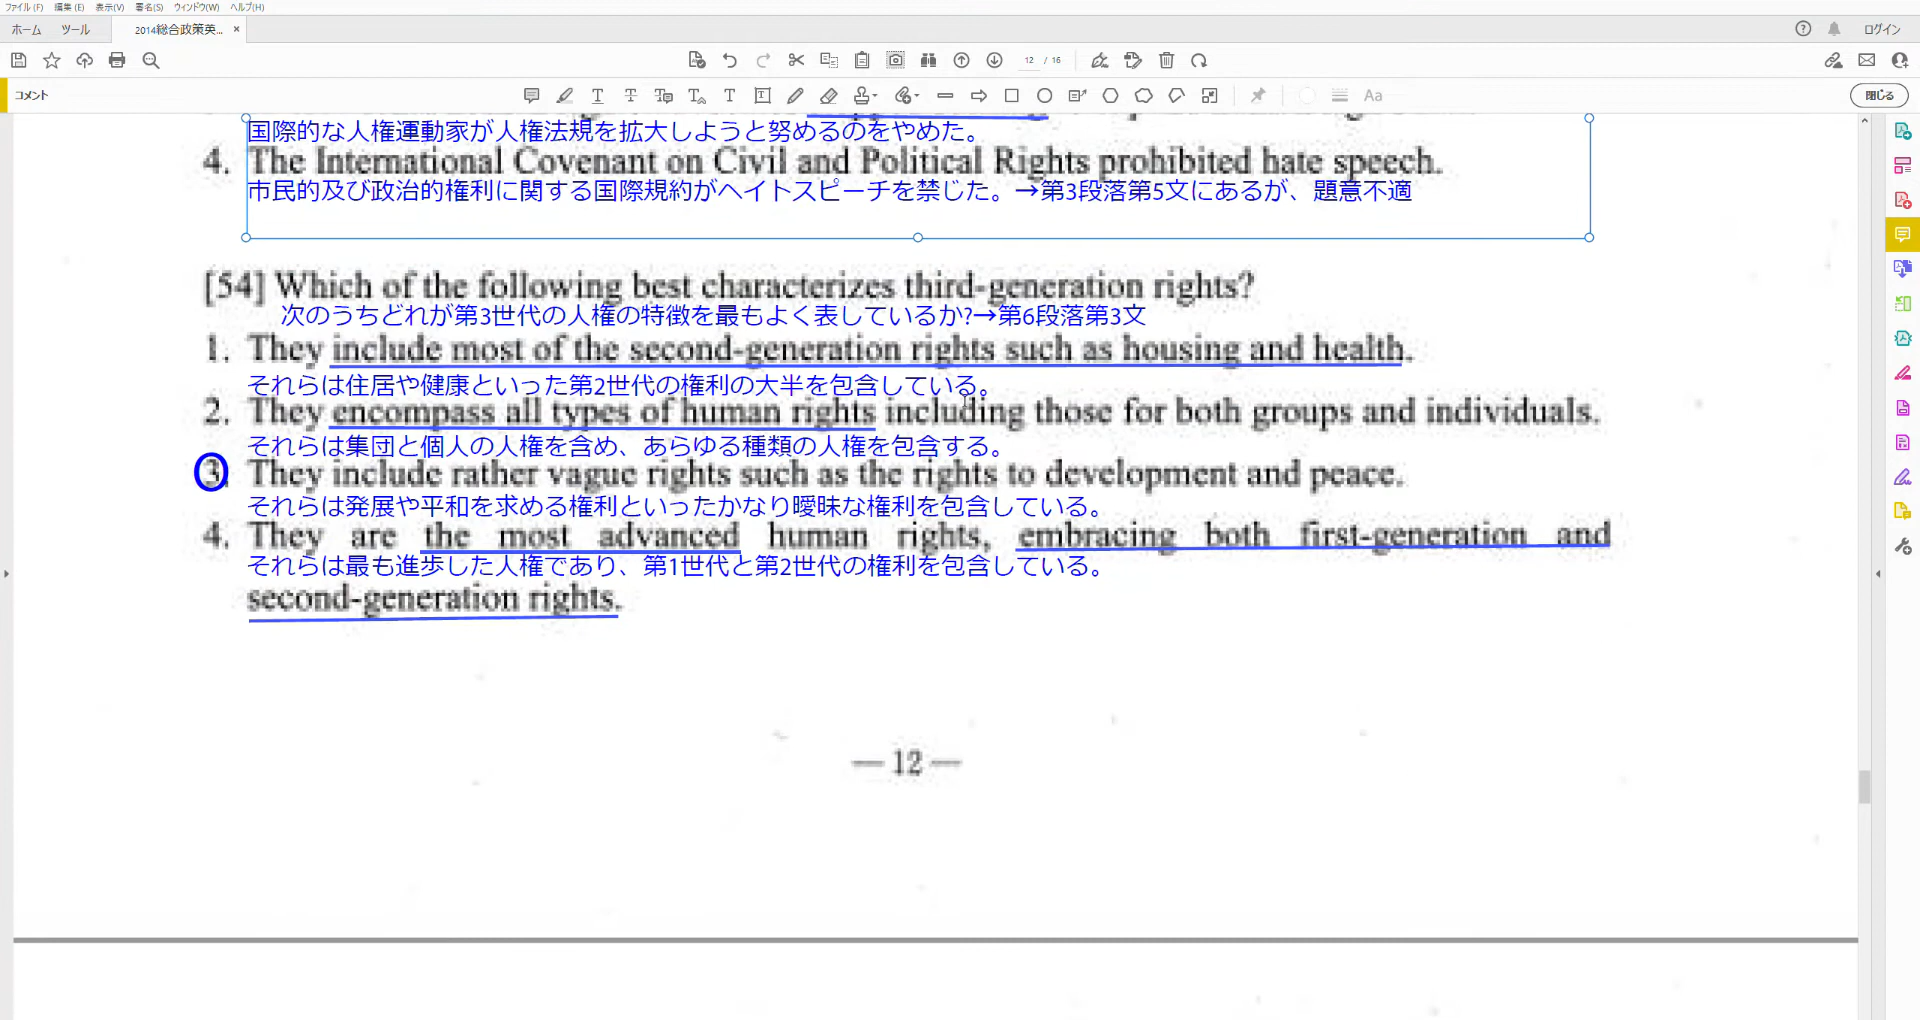 ファイル(F) 編集(E) 表示(V) 署名(S) ウィンドウ(W) ヘルプ(H)
ホーム ツール 2014総合政策英... × ログイン
12 / 16
コメント Aa 閉じる
国際的な人権運動家が人権法規を拡大しようと努めるのをやめた。
4. The International Covenant on Civil and Political Rights prohibited hate speech.
市民的及び政治的権利に関する国際規約がヘイトスピーチを禁じた。→第3段落第5文にあるが、題意不適
[54] Which of the following best characterizes third-generation rights?
次のうちどれが第3世代の人権の特徴を最もよく表しているか?→第6段落第3文
1. They include most of the second-generation rights such as housing and health.
それらは住居や健康といった第2世代の権利の大半を包含している。
2. They encompass all types of human rights including those for both groups and individuals.
それらは集団と個人の人権を含め、あらゆる種類の人権を包含する。
3. They include rather vague rights such as the rights to development and peace.
それらは発展や平和を求める権利といったかなり曖昧な権利を包含している。
4. They are the most advanced human rights, embracing both first-generation and
それらは最も進歩した人権であり、第1世代と第2世代の権利を包含している。
second-generation rights.
— 12 —